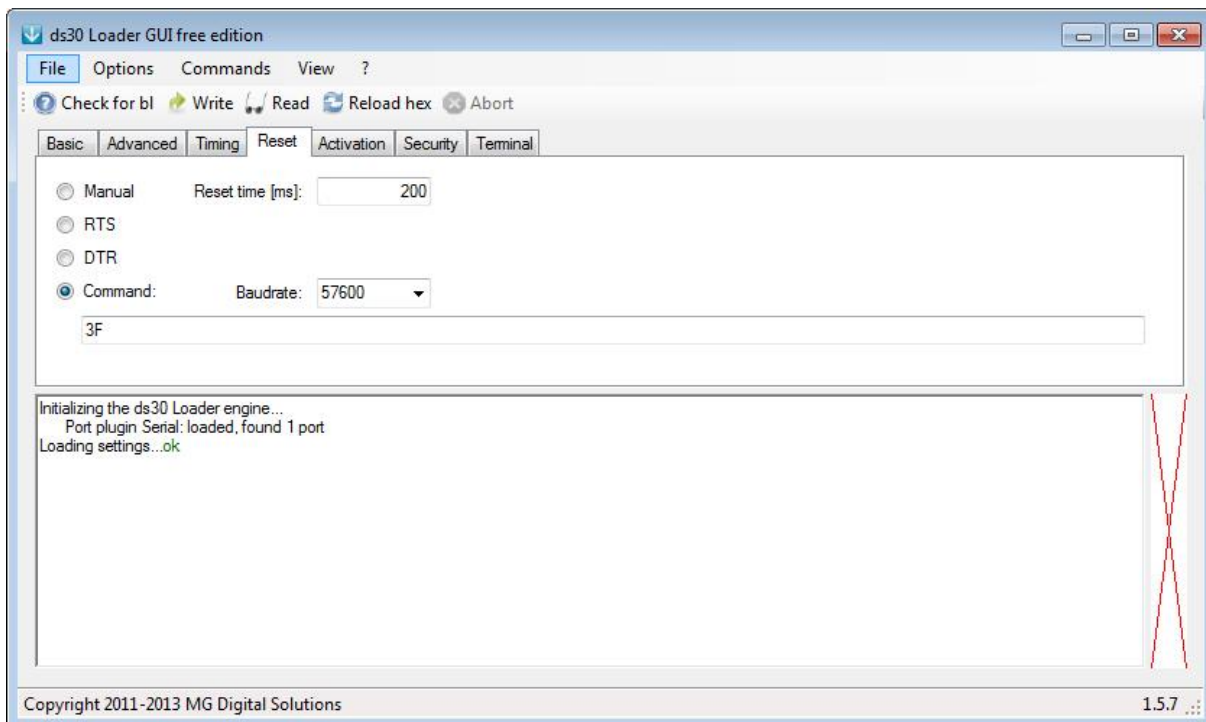 ds30 Loader GUI free edition
File Options Commands View ?
Check for bl Write Read Reload hex Abort
Basic Advanced Timing Reset Activation Security Terminal
Manual Reset time [ms]: 200
RTS
DTR
Command: Baudrate: 57600
3F
Initializing the ds30 Loader engine...
Port plugin Serial: loaded, found 1 port
Loading settings...ok
Copyright 2011-2013 MG Digital Solutions 1.5.7